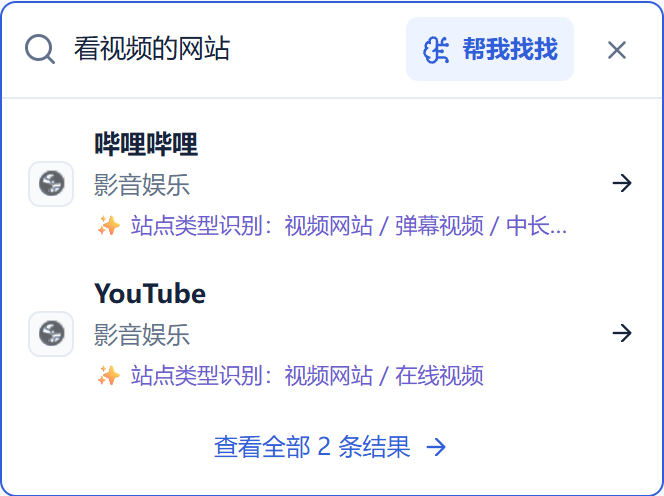 看视频的网站
帮我找找
哔哩哔哩
影音娱乐
✨ 站点类型识别：视频网站 / 弹幕视频 / 中长...
YouTube
影音娱乐
✨ 站点类型识别：视频网站 / 在线视频
查看全部 2 条结果 →